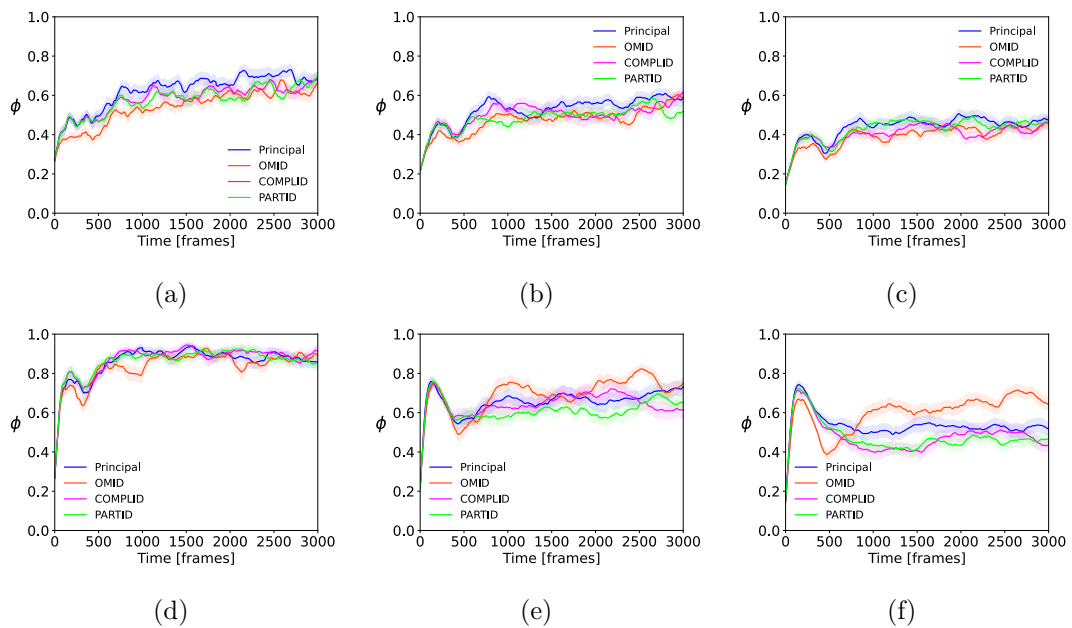 1.0
0.8
0.6
ϕ
0.4
0.2
0.0
Principal
OMID
COMPLID
PARTID
0 500 1000 1500 2000 2500 3000
Time [frames]
(a)
1.0
0.8
0.6
ϕ
0.4
0.2
0.0
Principal
OMID
COMPLID
PARTID
0 500 1000 1500 2000 2500 3000
Time [frames]
(b)
1.0
0.8
0.6
ϕ
0.4
0.2
0.0
Principal
OMID
COMPLID
PARTID
0 500 1000 1500 2000 2500 3000
Time [frames]
(c)
1.0
0.8
0.6
ϕ
0.4
0.2
0.0
Principal
OMID
COMPLID
PARTID
0 500 1000 1500 2000 2500 3000
Time [frames]
(d)
1.0
0.8
0.6
ϕ
0.4
0.2
0.0
Principal
OMID
COMPLID
PARTID
0 500 1000 1500 2000 2500 3000
Time [frames]
(e)
1.0
0.8
0.6
ϕ
0.4
0.2
0.0
Principal
OMID
COMPLID
PARTID
0 500 1000 1500 2000 2500 3000
Time [frames]
(f)